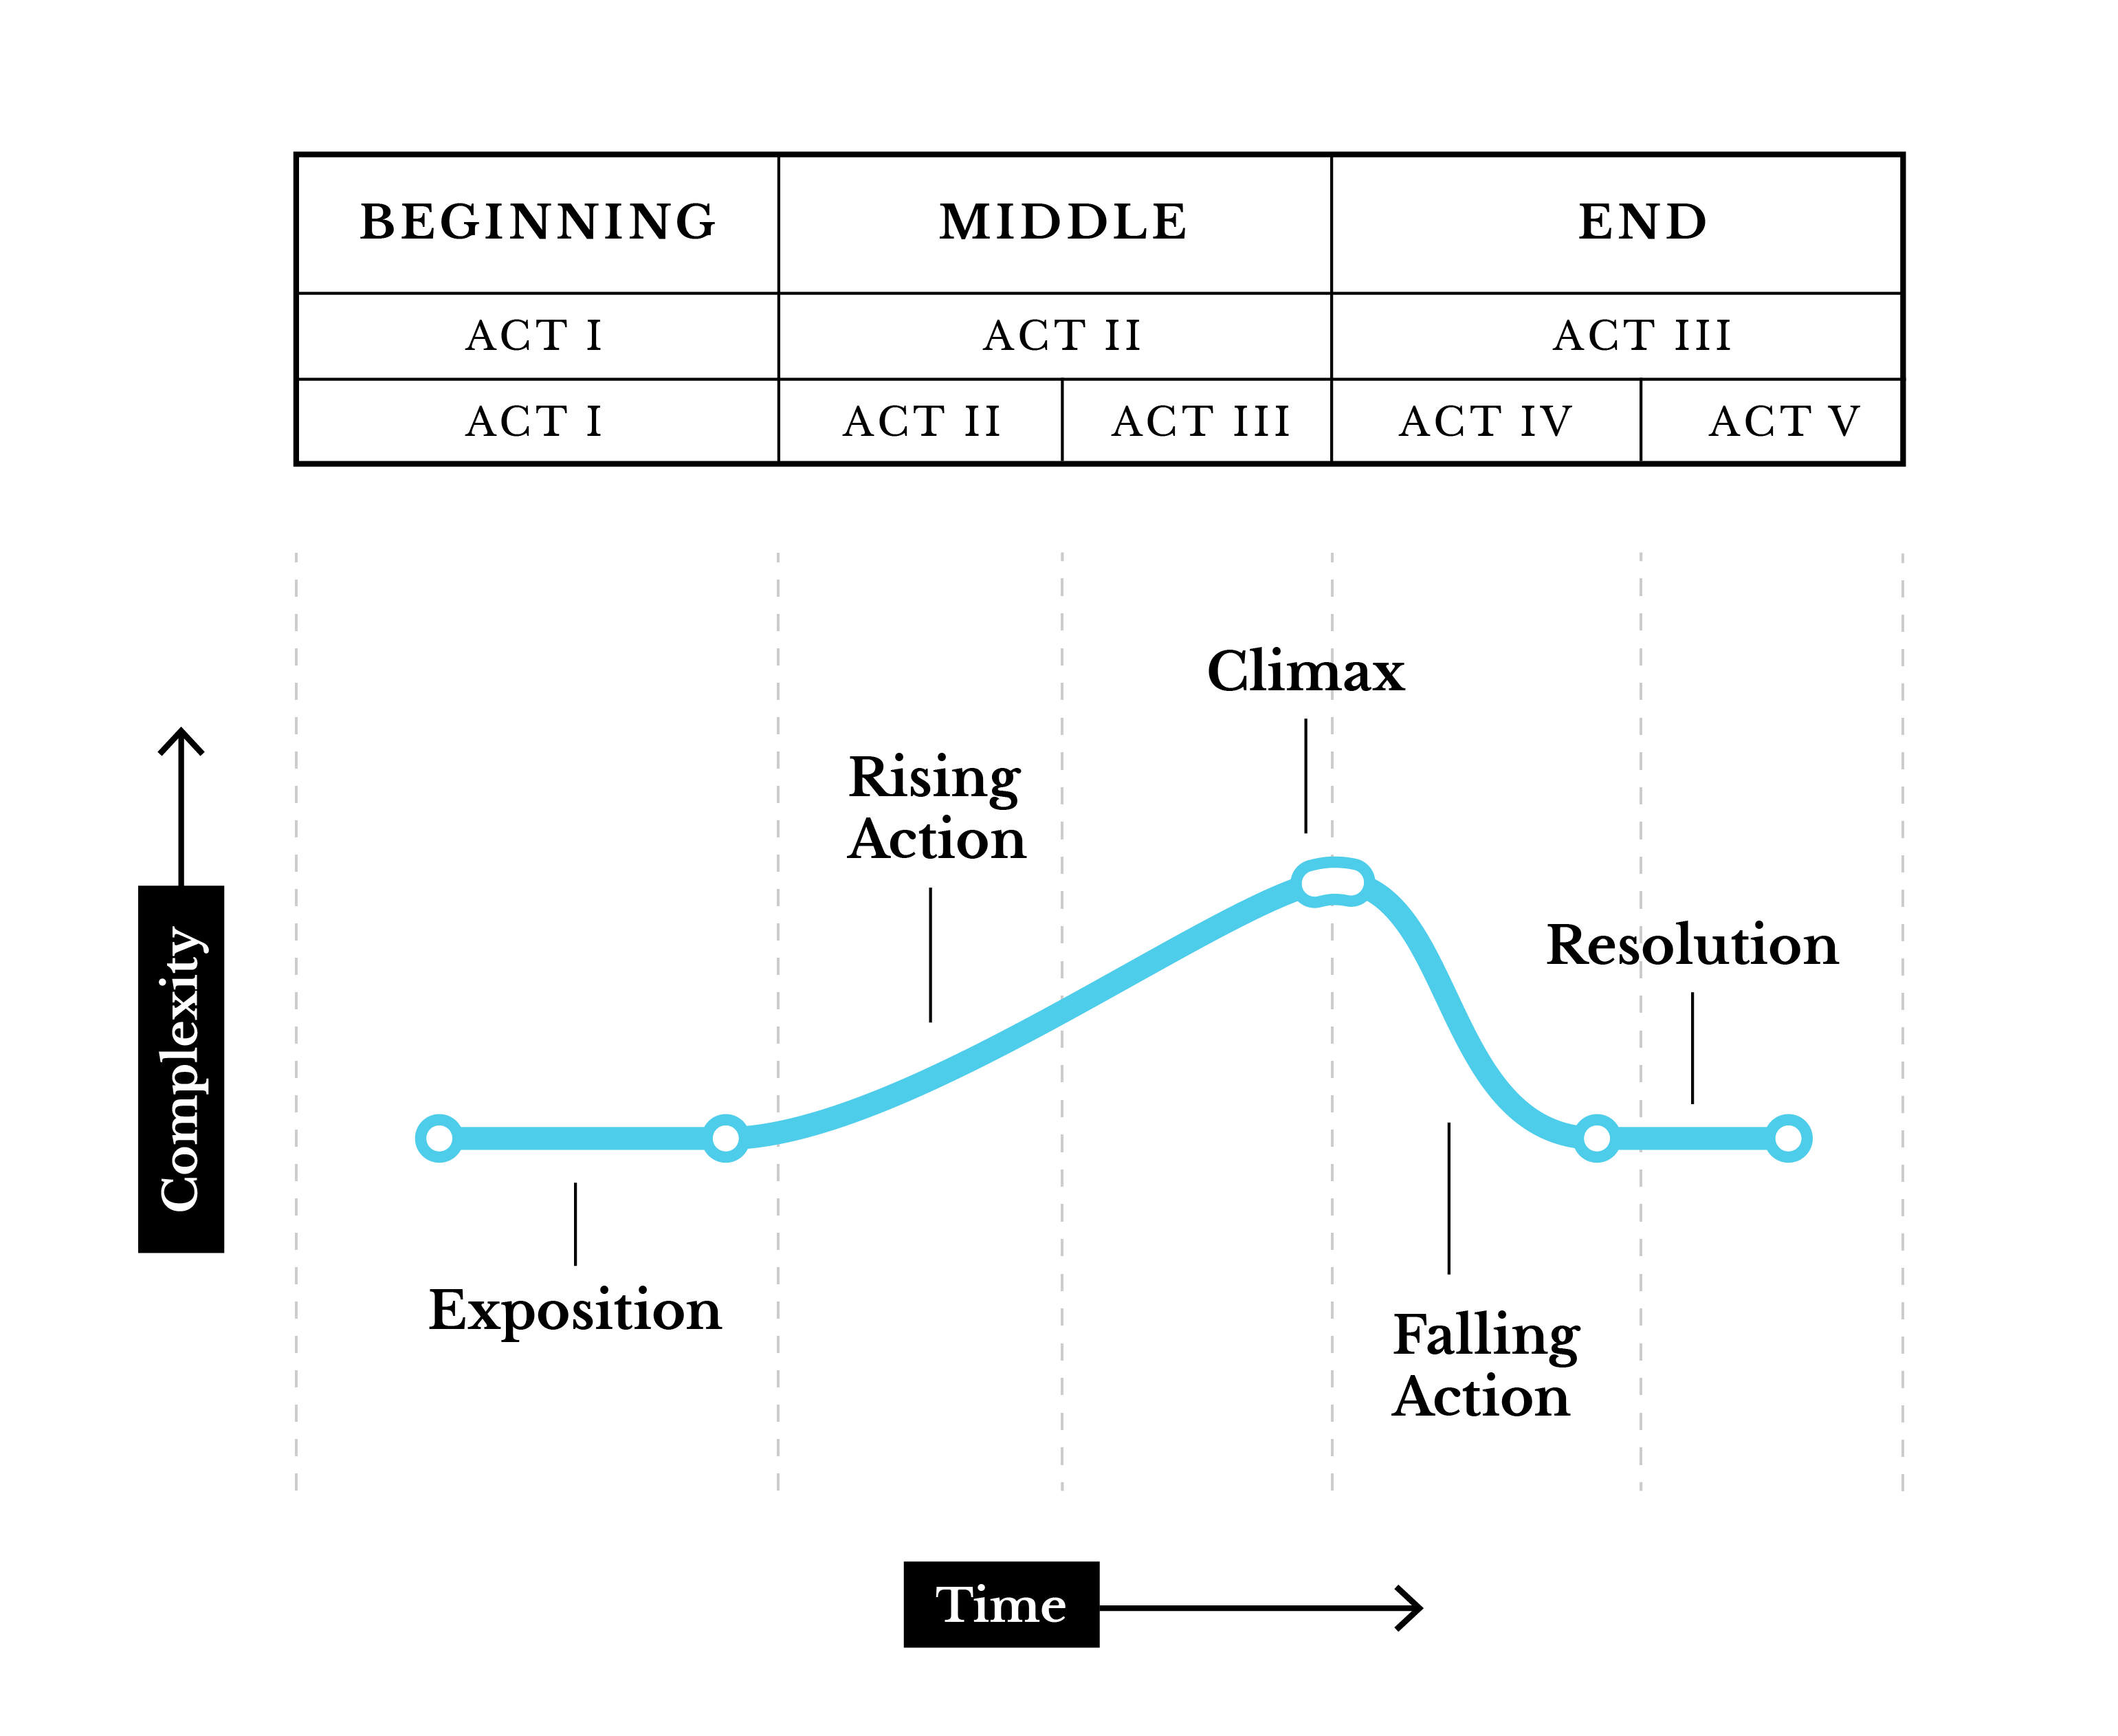 BEGINNING MIDDLE END
ACT I ACT II ACT III
ACT I ACT II ACT III ACT IV ACT V
Climax
Rising
Action
Resolution
Complexity
Exposition
Falling
Action
Time